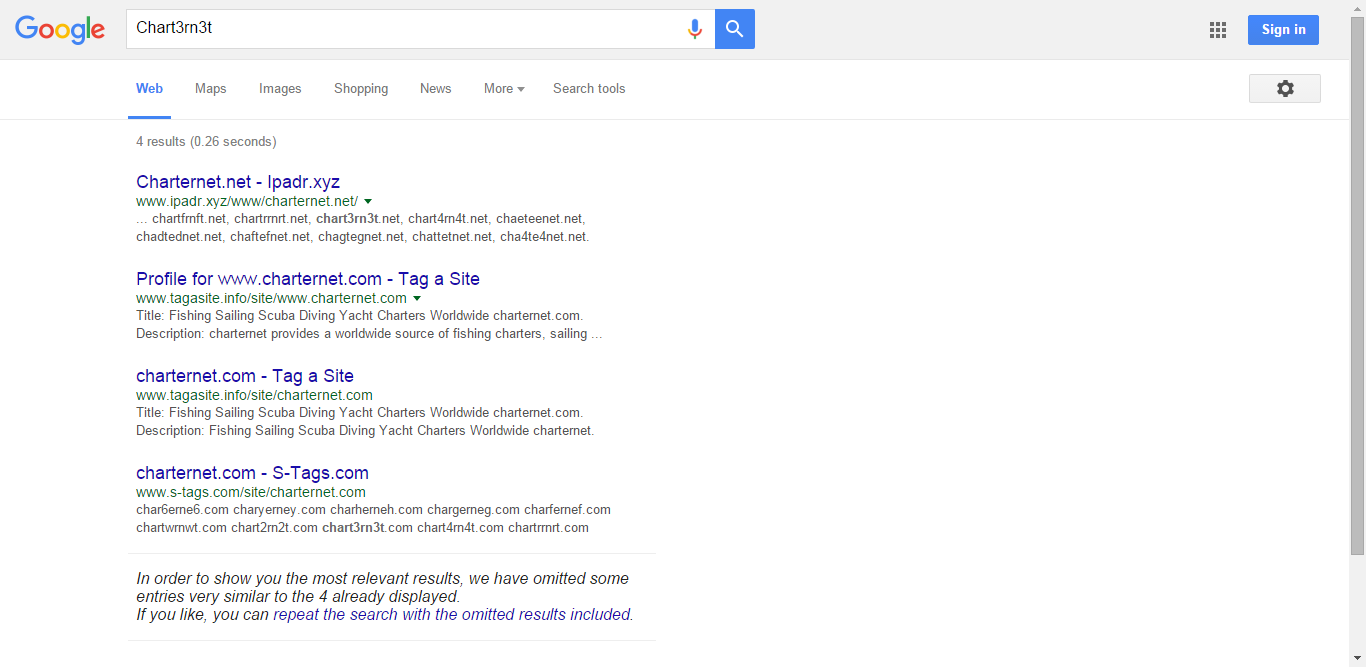 Google
Chart3rn3t
Sign in
Web Maps Images Shopping News More Search tools
4 results (0.26 seconds)
Charternet.net - Ipadr.xyz
www.ipadr.xyz/www/charternet.net/
... chartfrnft.net, chartrrnrt.net, chart3rn3t.net, chart4rn4t.net, chaeteenet.net,
chadtednet.net, chaftefnet.net, chagtegnet.net, chattetnet.net, cha4te4net.net.
Profile for www.charternet.com - Tag a Site
www.tagasite.info/site/www.charternet.com
Title: Fishing Sailing Scuba Diving Yacht Charters Worldwide charternet.com.
Description: charternet provides a worldwide source of fishing charters, sailing ...
charternet.com - Tag a Site
www.tagasite.info/site/charternet.com
Title: Fishing Sailing Scuba Diving Yacht Charters Worldwide charternet.com.
Description: Fishing Sailing Scuba Diving Yacht Charters Worldwide charternet.
charternet.com - S-Tags.com
www.s-tags.com/site/charternet.com
char6erne6.com charyerney.com charherneh.com chargerneg.com charfernef.com
chartwrnwt.com chart2rn2t.com chart3rn3t.com chart4rn4t.com chartrrnrt.com
In order to show you the most relevant results, we have omitted some
entries very similar to the 4 already displayed.
If you like, you can repeat the search with the omitted results included.